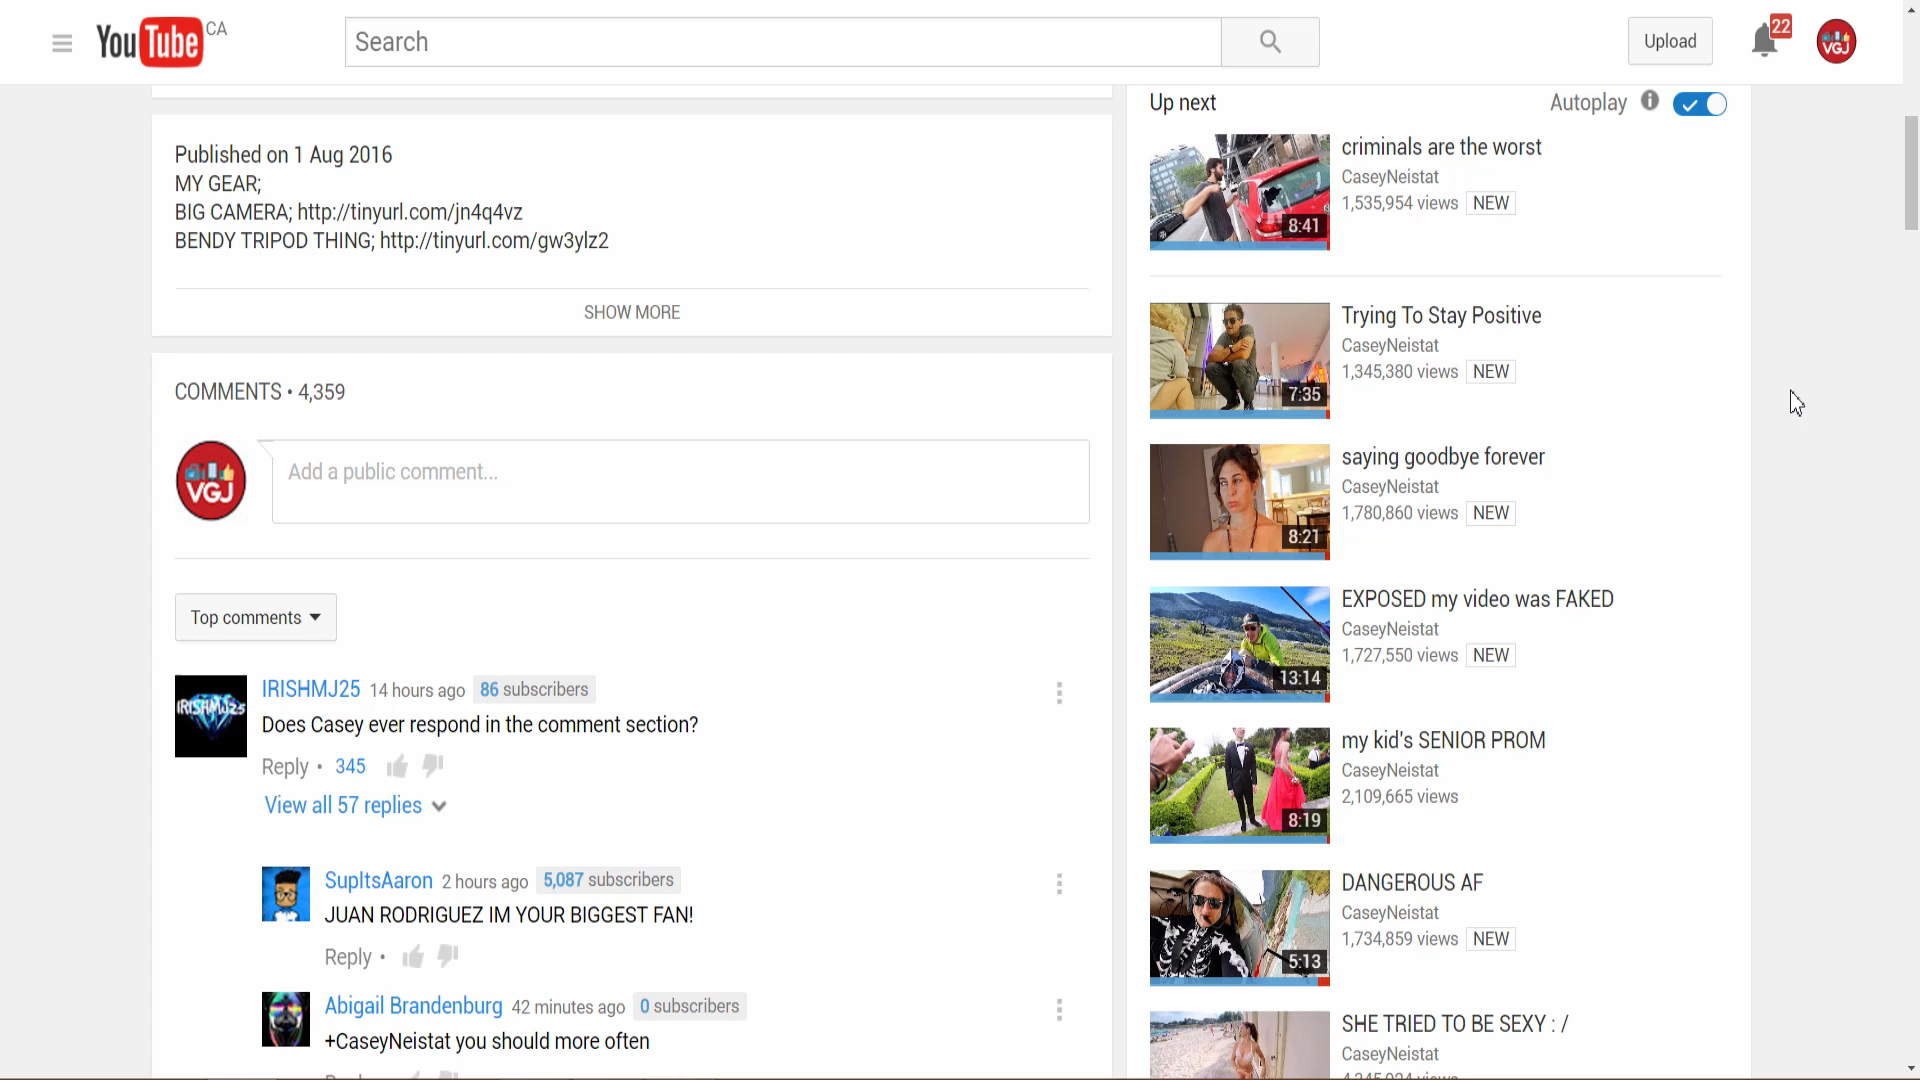 YouTube CA
Search
Upload
22
VGJ
Published on 1 Aug 2016
MY GEAR;
BIG CAMERA; http://tinyurl.com/jn4q4vz
BENDY TRIPOD THING; http://tinyurl.com/gw3ylz2
SHOW MORE
COMMENTS • 4,359
VGJ
Add a public comment...
Top comments
IRISHMJ25
IRISHMJ25 14 hours ago 86 subscribers
Does Casey ever respond in the comment section?
Reply • 345
View all 57 replies
SupItsAaron 2 hours ago 5,087 subscribers
JUAN RODRIGUEZ IM YOUR BIGGEST FAN!
Reply •
Abigail Brandenburg 42 minutes ago 0 subscribers
+CaseyNeistat you should more often
Up next
Autoplay
criminals are the worst
CaseyNeistat
1,535,954 views NEW
8:41
Trying To Stay Positive
CaseyNeistat
1,345,380 views NEW
7:35
saying goodbye forever
CaseyNeistat
1,780,860 views NEW
8:21
EXPOSED my video was FAKED
CaseyNeistat
1,727,550 views NEW
13:14
my kid's SENIOR PROM
CaseyNeistat
2,109,665 views
8:19
DANGEROUS AF
CaseyNeistat
1,734,859 views NEW
5:13
SHE TRIED TO BE SEXY : /
CaseyNeistat